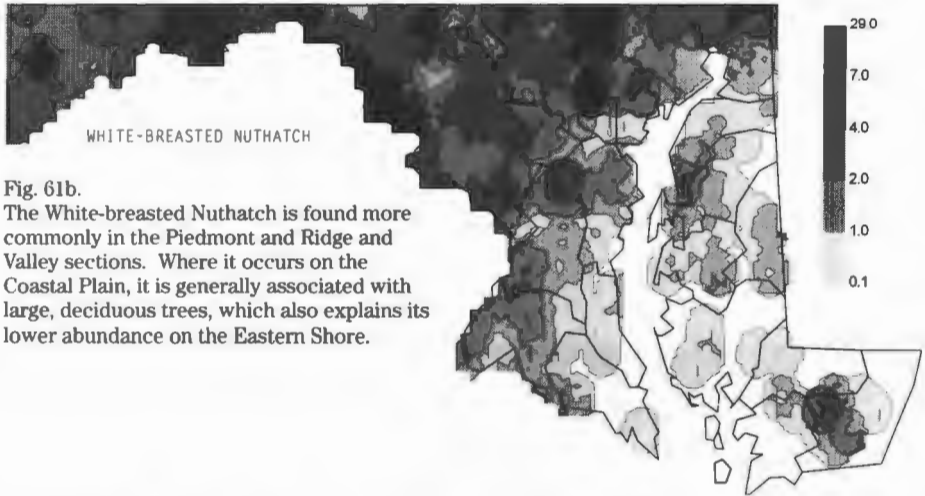 29.0
7.0
4.0
2.0
1.0
0.1
WHITE-BREASTED NUTHATCH
Fig. 61b.
The White-breasted Nuthatch is found more
commonly in the Piedmont and Ridge and
Valley sections. Where it occurs on the
Coastal Plain, it is generally associated with
large, deciduous trees, which also explains its
lower abundance on the Eastern Shore.